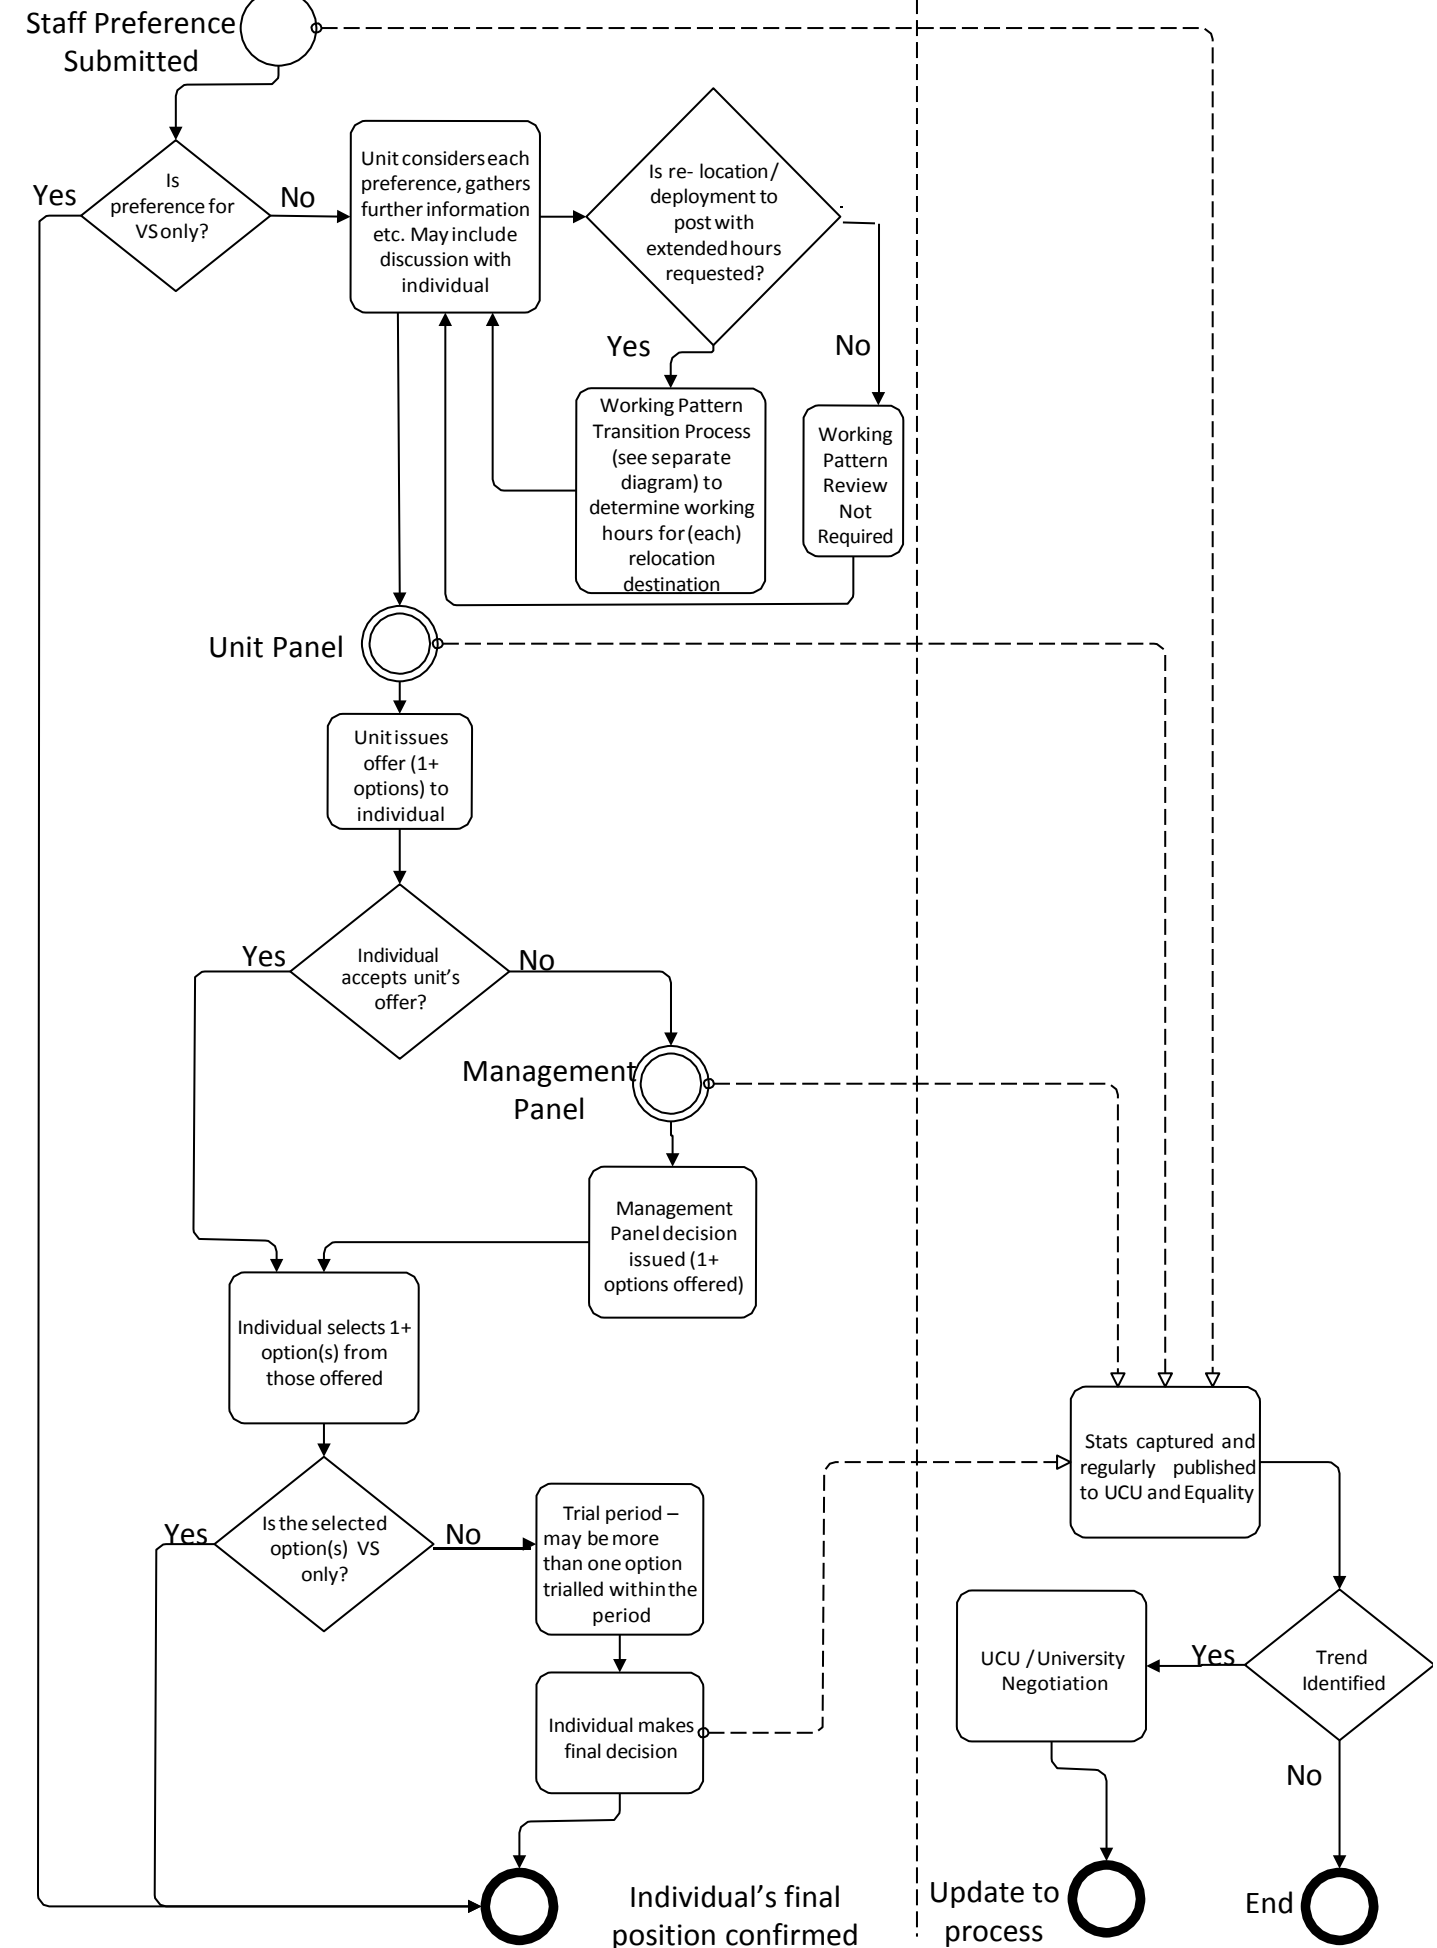 Staff Preference
Submitted
Is
preference for
VS only?
Yes
No
Unit considers each
preference, gathers
further information
etc. May include
discussion with
individual
Is re- location /
deployment to
post with
extended hours
requested?
Yes
No
Working Pattern
Transition Process
(see separate
diagram) to
determine working
hours for (each)
relocation
destination
Working
Pattern
Review
Not
Required
Unit Panel
Unit issues
offer (1+
options) to
individual
Individual
accepts unit's
offer?
Yes
No
Management
Panel
Management
Panel decision
issued (1+
options offered)
Individual selects 1+
option(s) from
those offered
Is the selected
option(s) VS
only?
Yes
No
Trial period –
may be more
than one option
trialled within the
period
Individual makes
final decision
Individual's final
position confirmed
Stats captured and
regularly published
to UCU and Equality
Trend
Identified
Yes
No
UCU / University
Negotiation
Update to
process
End